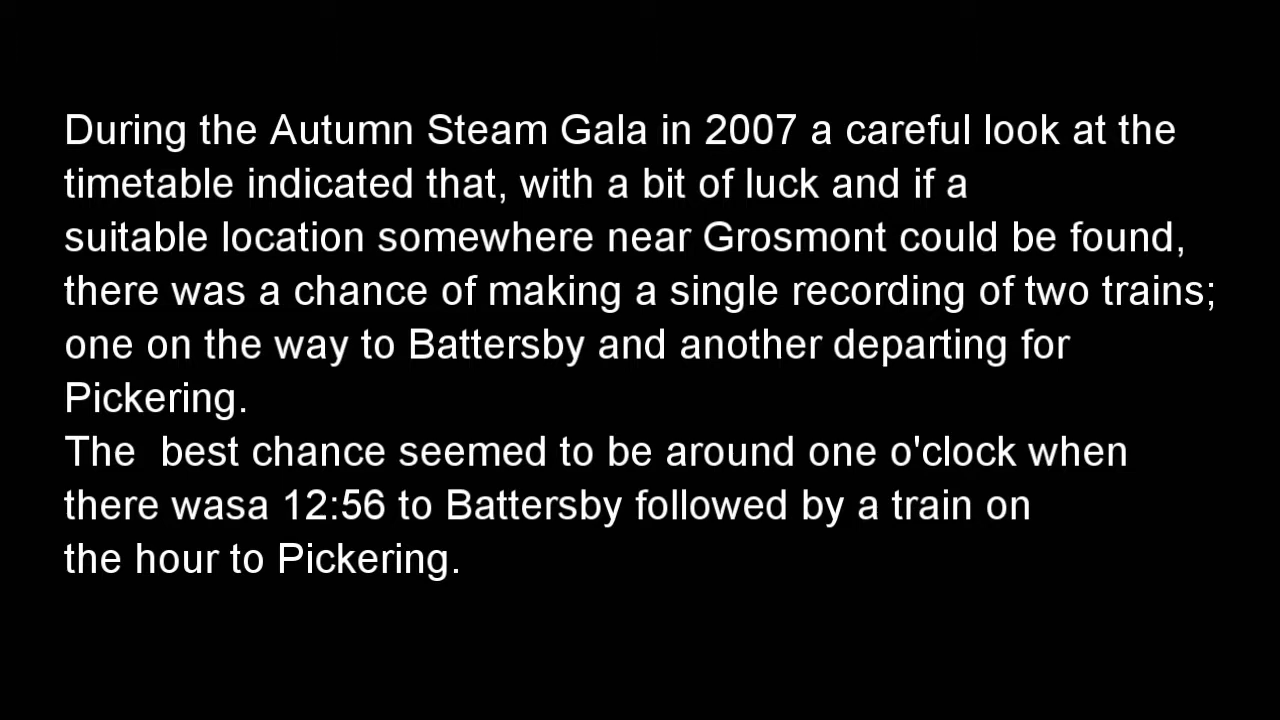 During the Autumn Steam Gala in 2007 a careful look at the
timetable indicated that, with a bit of luck and if a
suitable location somewhere near Grosmont could be found,
there was a chance of making a single recording of two trains;
one on the way to Battersby and another departing for
Pickering.
The  best chance seemed to be around one o'clock when
there wasa 12:56 to Battersby followed by a train on
the hour to Pickering.